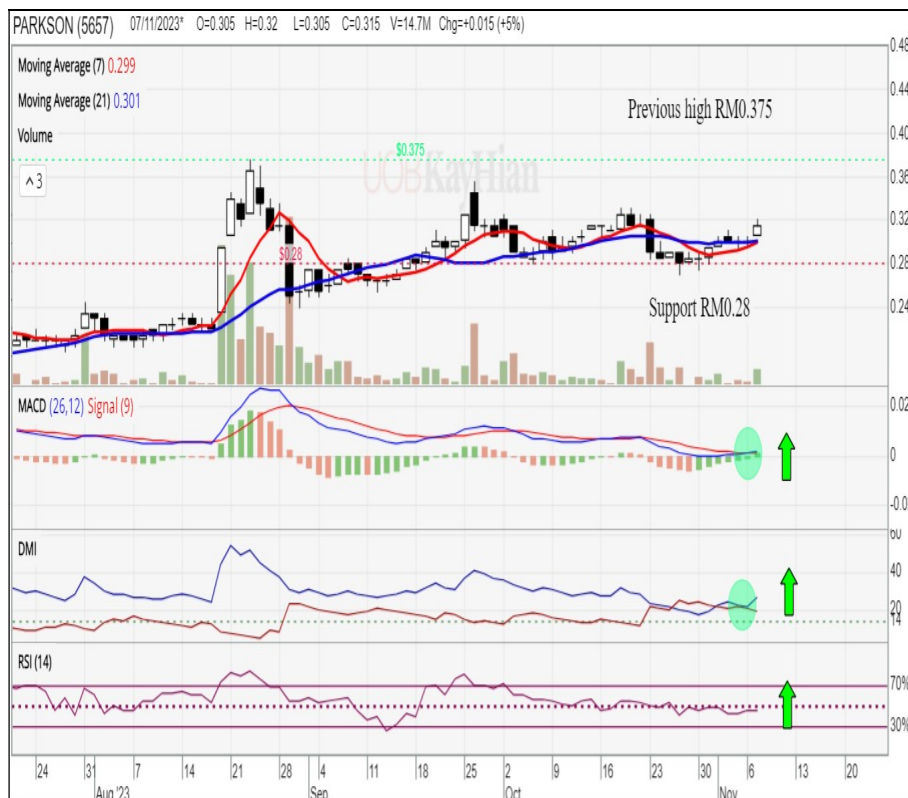 PARKSON (5657) 07/11/2023* O=0.305 H=0.32 L=0.305 C=0.315 V=14.7M Chg=+0.015 (+5%)
0.48
Moving Average (7) 0.299
0.44
Moving Average (21) 0.301
Previous high RM0.375
Volume
0.40
$0.375
^ 3
UOBKayHian
0.36
0.32
$0.28
0.28
Support RM0.28
0.24
MACD (26,12) Signal (9)
0.02
0
-0.0
DMI
60
40
20
14
RSI (14)
70%
30%
24 31 7 14 21 28 4 11 18 25 2 9 16 23 30 6 13 20
Aug '23 Sep Oct Nov